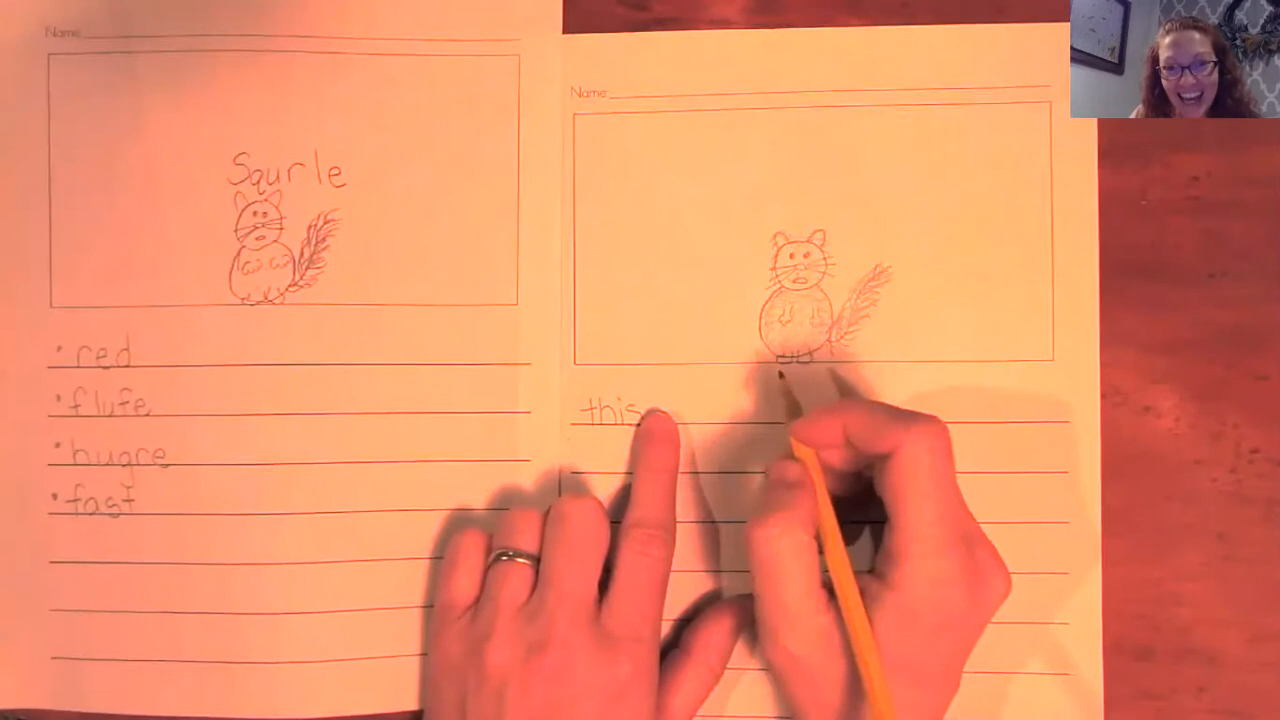 Name
Squrle
• red
• flufe
• hugre
• fast
Name
this